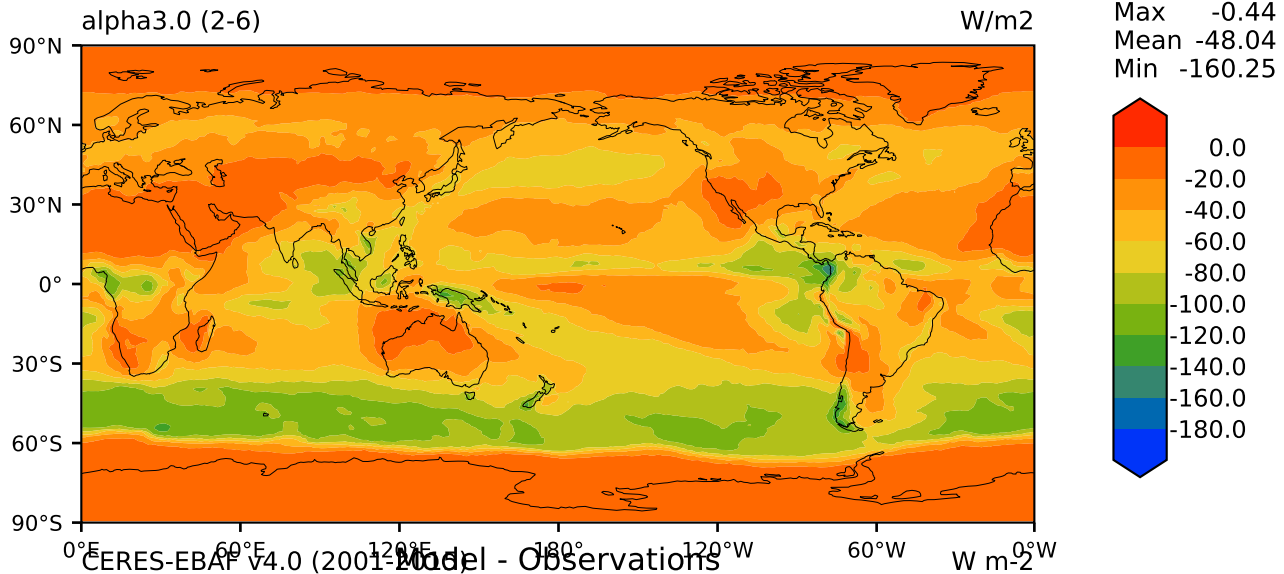 alpha3.0 (2-6) W/m2
Max -0.44
Mean -48.04
Min -160.25
90°N
60°N
30°N
0°
30°S
60°S
90°S
0.0
-20.0
-40.0
-60.0
-80.0
-100.0
-120.0
-140.0
-160.0
-180.0
0°E 60°E 120°E 180° 120°W 60°W 0°W
CERES-EBAF v4.0 (2001-2015) Model - Observations W m-2